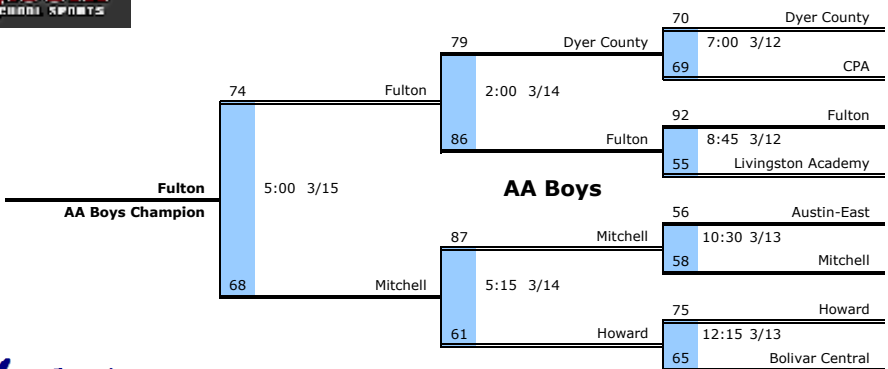 70 Dyer County
79 Dyer County 7:00 3/12
69 CPA
74 Fulton 2:00 3/14
92 Fulton
86 Fulton 8:45 3/12
55 Livingston Academy
Fulton 5:00 3/15 AA Boys
AA Boys Champion 56 Austin-East
87 Mitchell 10:30 3/13
58 Mitchell
68 Mitchell 5:15 3/14
75 Howard
61 Howard 12:15 3/13
65 Bolivar Central